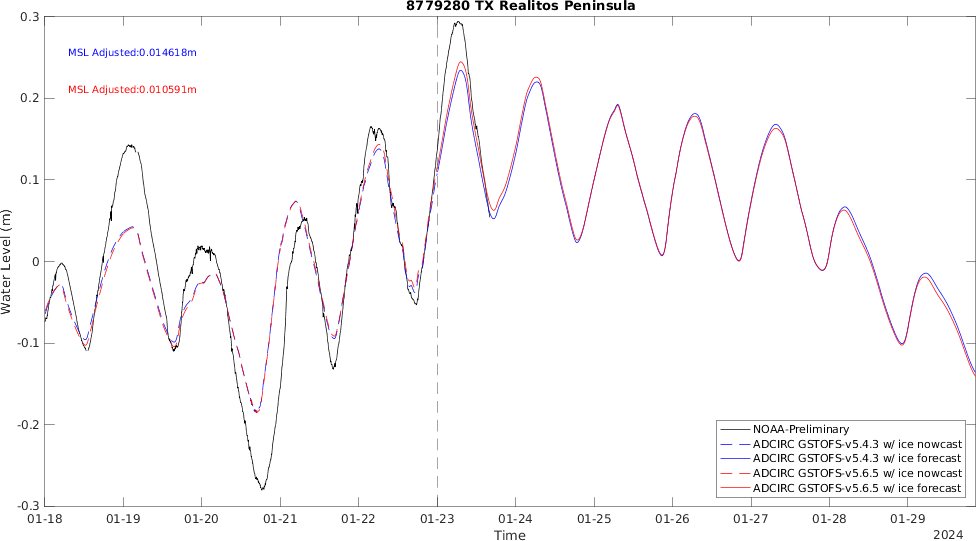 8779280 TX Realitos Peninsula
0.3
0.2
0.1
0
-0.1
-0.2
-0.3
Water Level (m)
MSL Adjusted:0.014618m
MSL Adjusted:0.010591m
NOAA-Preliminary
ADCIRC GSTOFS-v5.4.3 w/ ice nowcast
ADCIRC GSTOFS-v5.4.3 w/ ice forecast
ADCIRC GSTOFS-v5.6.5 w/ ice nowcast
ADCIRC GSTOFS-v5.6.5 w/ ice forecast
01-18 01-19 01-20 01-21 01-22 01-23 01-24 01-25 01-26 01-27 01-28 01-29
Time
2024